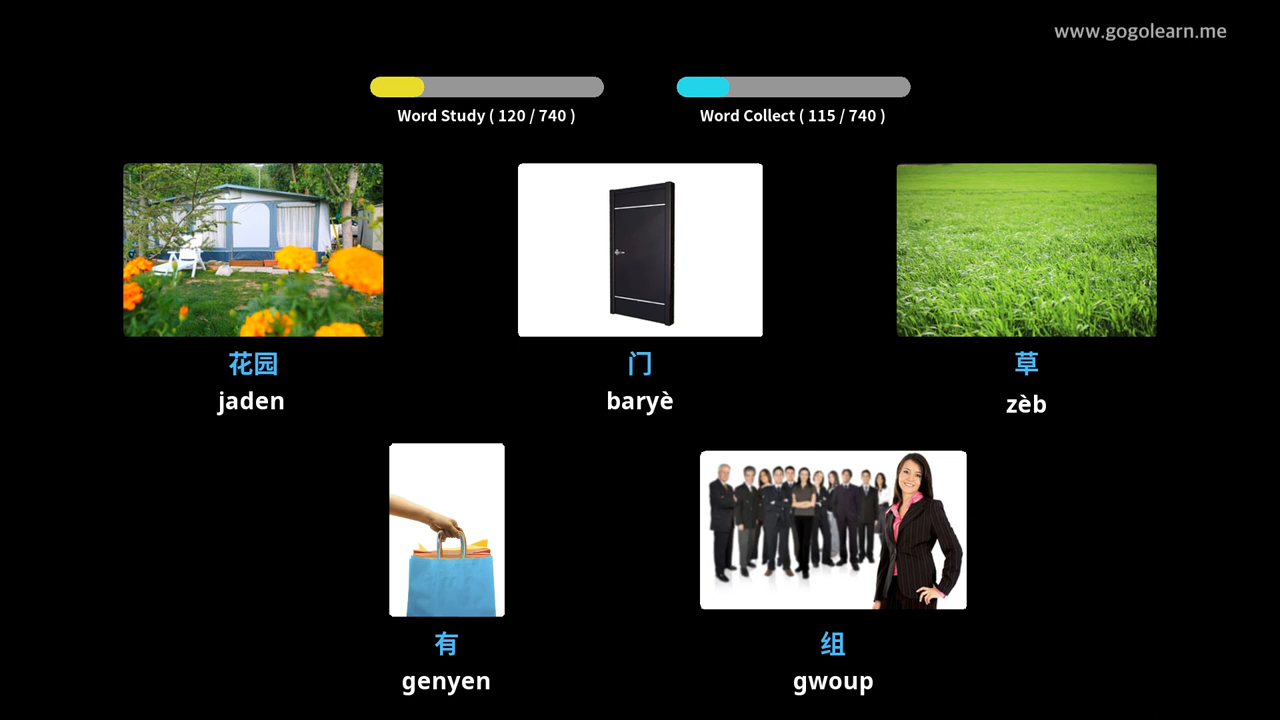 www.gogolearn.me
Word Study ( 120 / 740 )
Word Collect ( 115 / 740 )
花园
jaden
门
baryè
草
zèb
有
genyen
组
gwoup